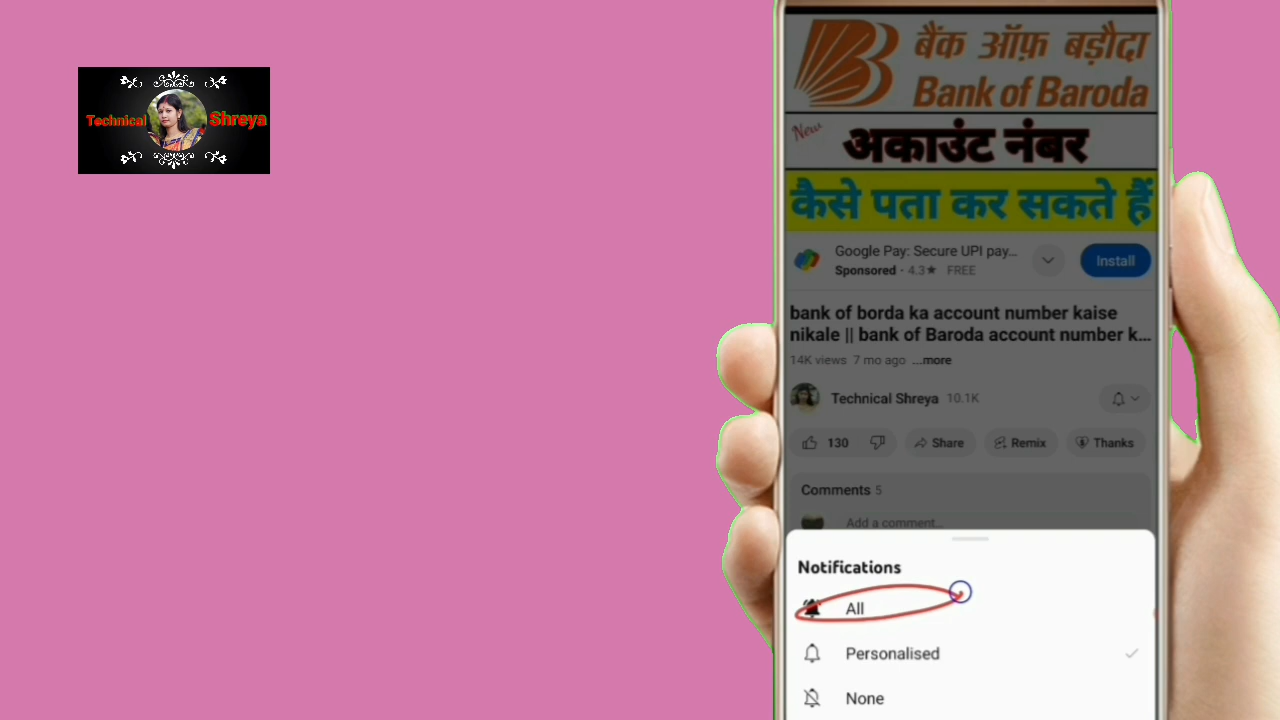 Technical Shreya
बैंक ऑफ़ बड़ौदा
Bank of Baroda
New
अकाउंट नंबर
कैसे पता कर सकते हैं
Google Pay: Secure UPI pay...
Sponsored · 4.3★ FREE
Install
bank of borda ka account number kaise
nikale || bank of Baroda account number k...
14K views 7 mo ago ...more
Technical Shreya 10.1K
130 Share Remix Thanks
Comments 5
Add a comment...
Notifications
All
Personalised
None